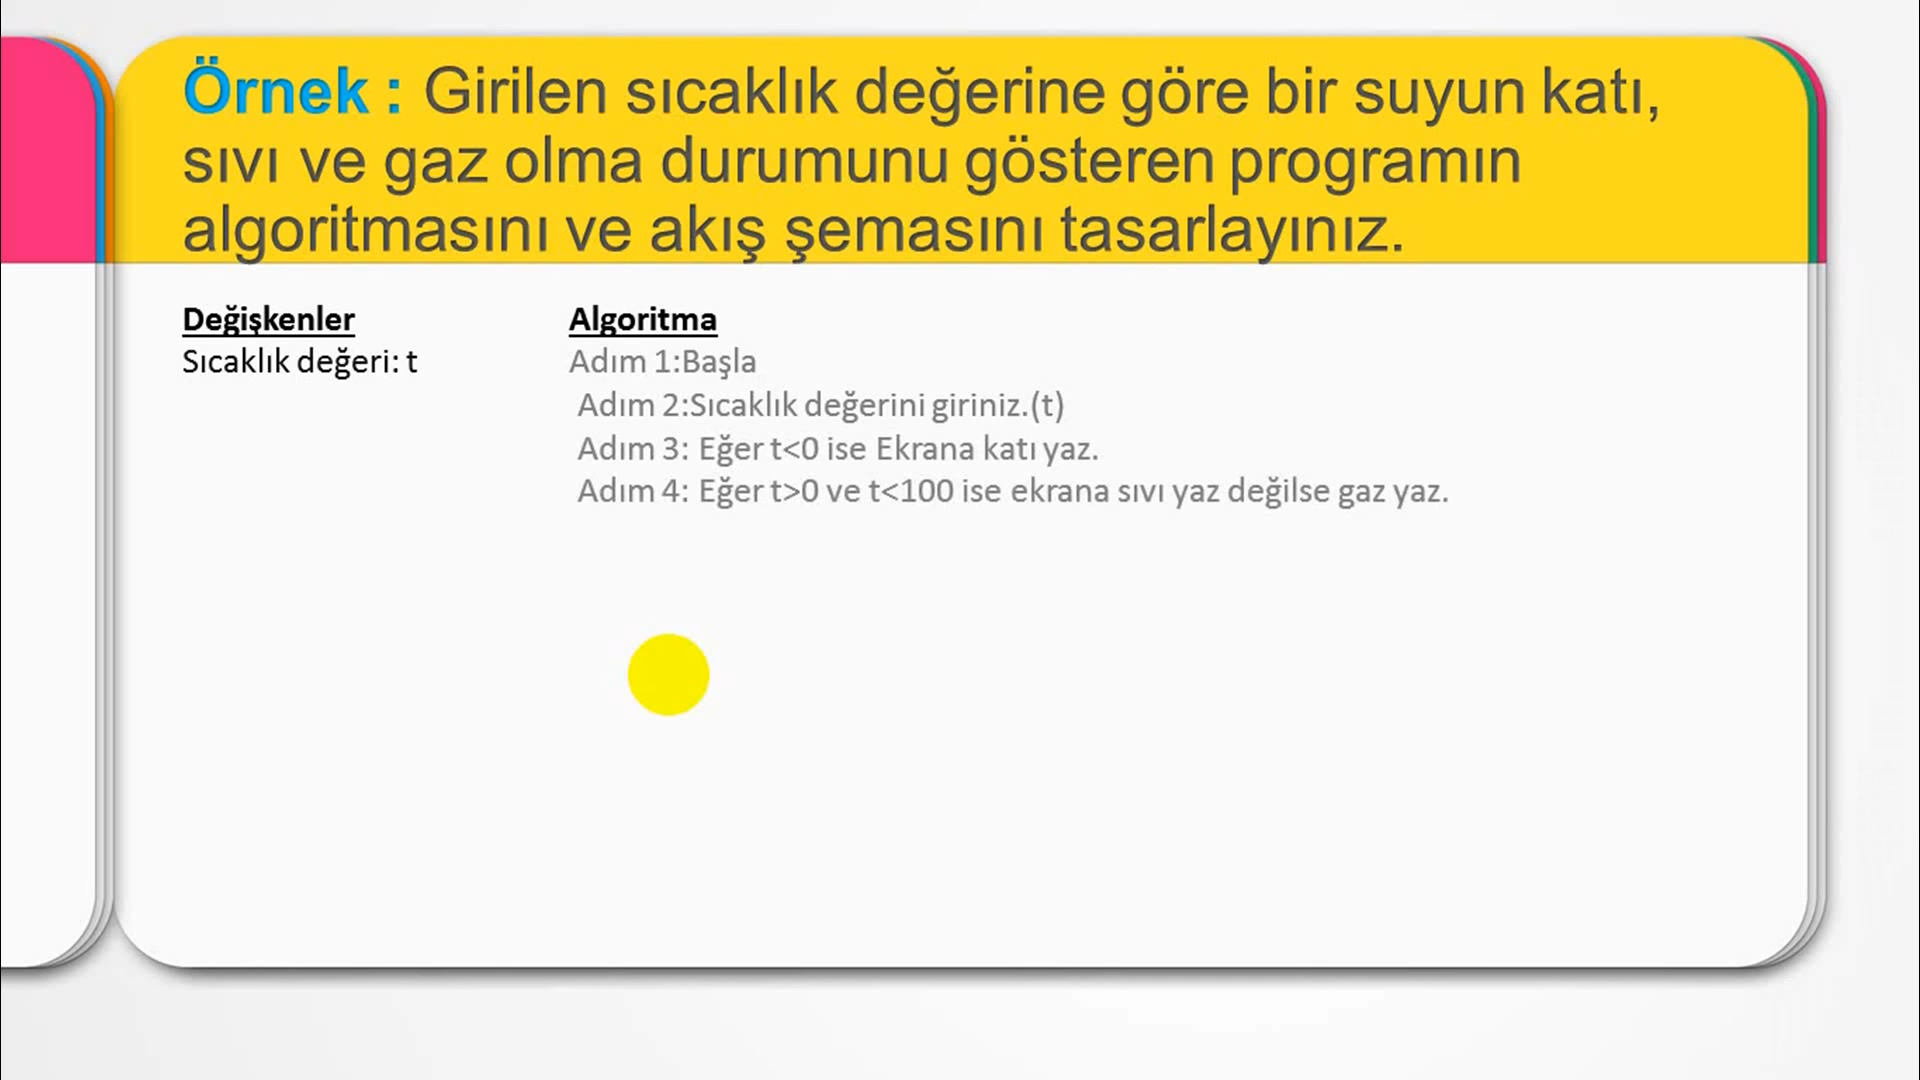 Örnek : Girilen sıcaklık değerine göre bir suyun katı,
sıvı ve gaz olma durumunu gösteren programın
algoritmasını ve akış şemasını tasarlayınız.
Değişkenler
Sıcaklık değeri: t
Algoritma
Adım 1:Başla
Adım 2:Sıcaklık değerini giriniz.(t)
Adım 3: Eğer t<0 ise Ekrana katı yaz.
Adım 4: Eğer t>0 ve t<100 ise ekrana sıvı yaz değilse gaz yaz.